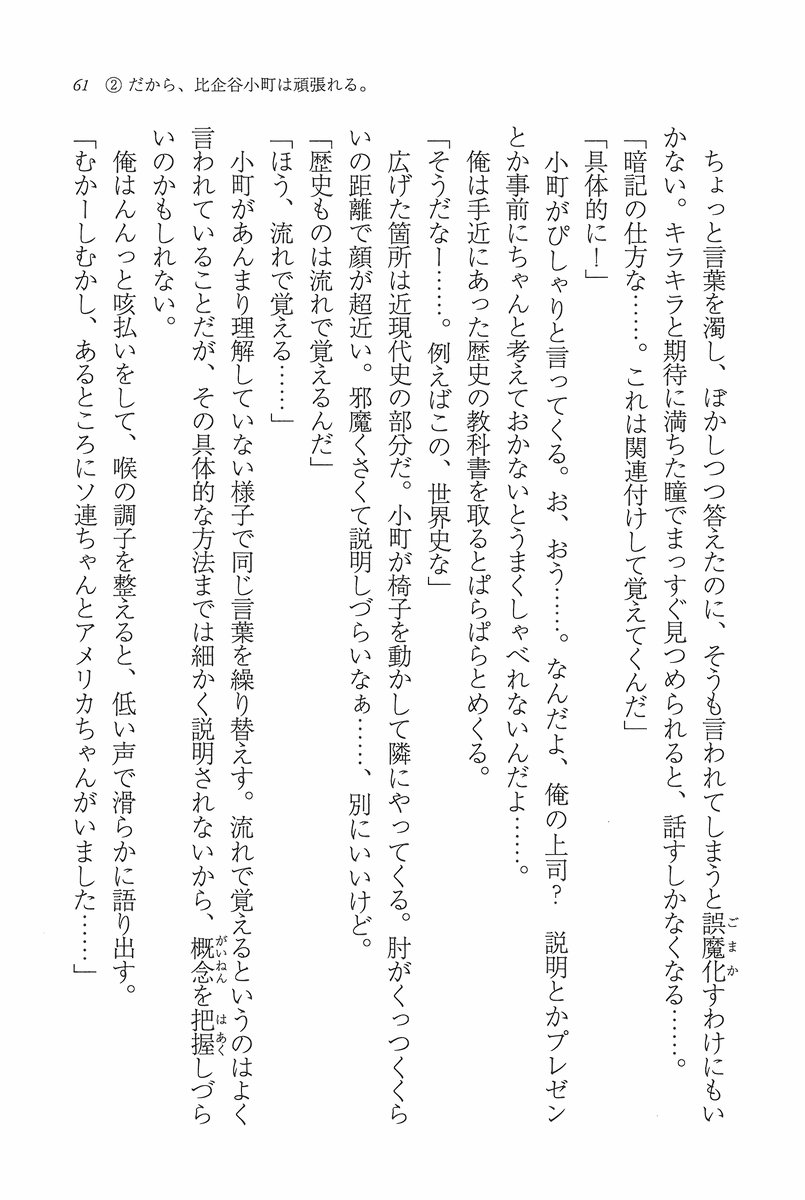 61　② だから、比企谷小町は頑張れる。
　ちょっと言葉を濁し、ぼかしつつ答えたのに、そうも言われてしまうと誤魔化すわけにもい
かない。キラキラと期待に満ちた瞳でまっすぐ見つめられると、話すしかなくなる……。
「暗記の仕方な……。これは関連付けして覚えてくんだ」
「具体的に！」
　小町がぴしゃりと言ってくる。お、おう……。なんだよ、俺の上司？　説明とかプレゼン
とか事前にちゃんと考えておかないとうまくしゃべれないんだよ……。
　俺は手近にあった歴史の教科書を取るとぱらぱらとめくる。
「そうだなー……。例えばこの、世界史な」
　広げた箇所は近現代史の部分だ。小町が椅子を動かして隣にやってくる。肘がくっつくくら
いの距離で顔が超近い。邪魔くさくて説明しづらいなぁ……、別にいいけど。
「歴史ものは流れで覚えるんだ」
「ほう、流れで覚える……」
　小町があんまり理解していない様子で同じ言葉を繰り替えす。流れで覚えるというのはよく
言われていることだが、その具体的な方法までは細かく説明されないから、概念を把握しづら
いのかもしれない。
　俺はんんっと咳払いをして、喉の調子を整えると、低い声で滑らかに語り出す。
「むかーしむかし、あるところにソ連ちゃんとアメリカちゃんがいました……」
ごまか
がいねん
はあく